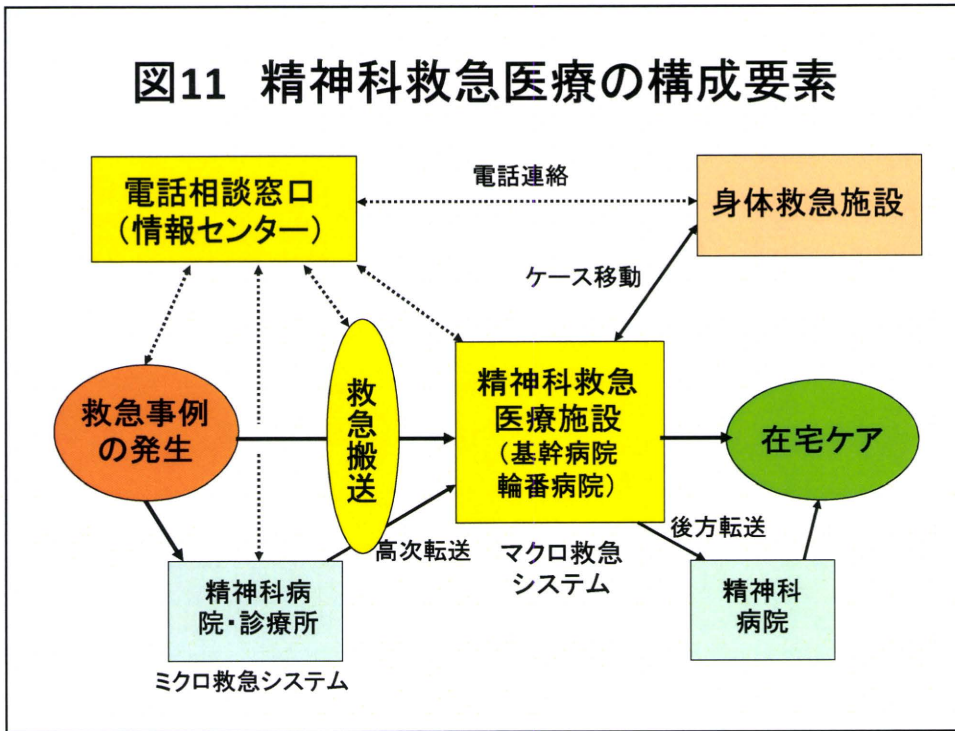 図11 精神科救急医療の構成要素
電話相談窓口
（情報センター）
電話連絡
身体救急施設
ケース移動
救急事例
の発生
救急搬送
精神科救急
医療施設
（基幹病院
輪番病院）
在宅ケア
高次転送
マクロ救急
システム
後方転送
精神科病
院・診療所
ミクロ救急システム
精神科
病院